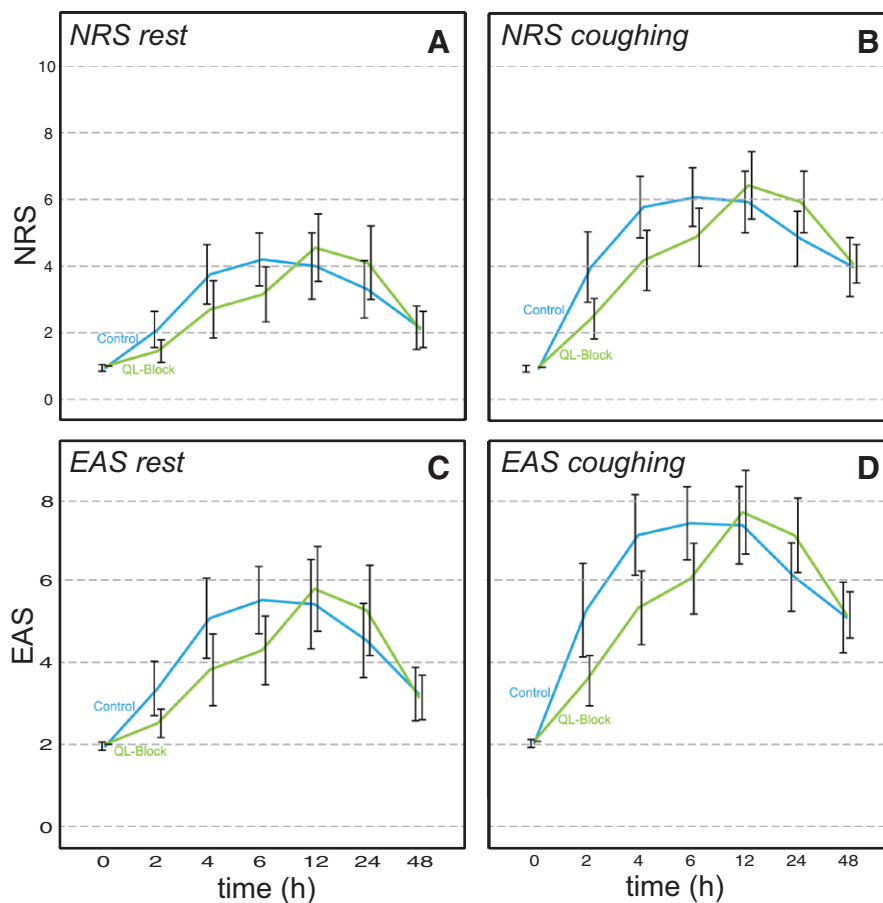 NRS rest
A
NRS coughing
B
10
8
6
4
2
0
NRS
Control
QL-Block
Control
QL-Block
EAS rest
C
EAS coughing
D
8
6
4
2
0
EAS
Control
QL-Block
Control
QL-Block
0 2 4 6 12 24 48
0 2 4 6 12 24 48
time (h)
time (h)